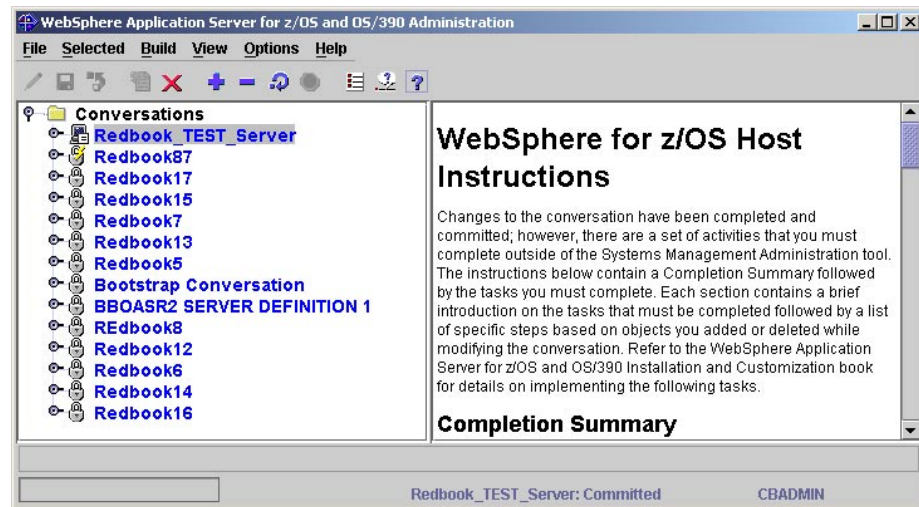 WebSphere Application Server for z/OS and OS/390 Administration
File Selected Build View Options Help
Conversations
Redbook_TEST_Server
Redbook87
Redbook17
Redbook15
Redbook7
Redbook13
Redbook5
Bootstrap Conversation
BBOASR2 SERVER DEFINITION 1
REdbook8
Redbook12
Redbook6
Redbook14
Redbook16
WebSphere for z/OS Host
Instructions
Changes to the conversation have been completed and
committed; however, there are a set of activities that you must
complete outside of the Systems Management Administration tool.
The instructions below contain a Completion Summary followed
by the tasks you must complete. Each section contains a brief
introduction on the tasks that must be completed followed by a list
of specific steps based on objects you added or deleted while
modifying the conversation. Refer to the WebSphere Application
Server for z/OS and OS/390 Installation and Customization book
for details on implementing the following tasks.
Completion Summary
Redbook_TEST_Server: Committed CBADMIN